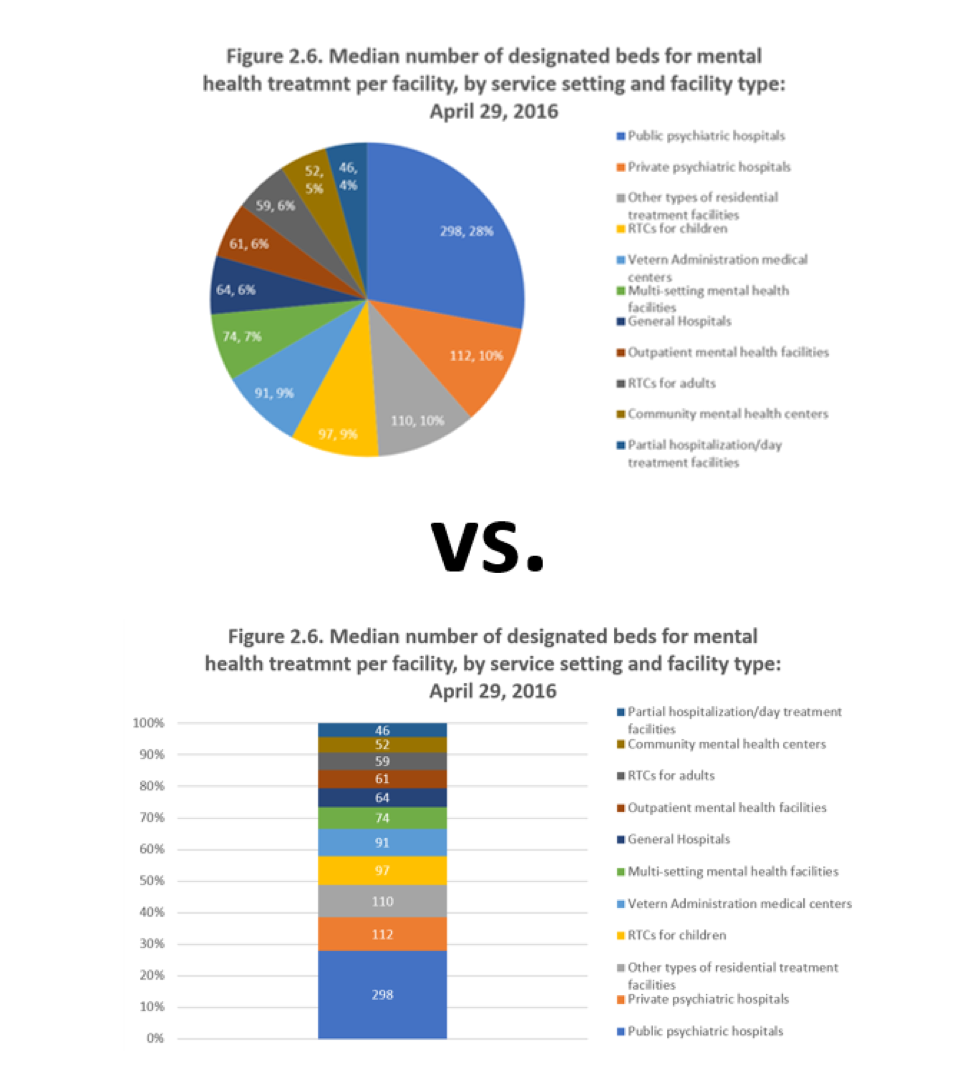 Figure 2.6. Median number of designated beds for mental
health treatmnt per facility, by service setting and facility type:
April 29, 2016
298, 28%
112, 10%
110, 10%
97, 9%
91, 9%
74, 7%
64, 6%
61, 6%
59, 6%
52,
5%
46,
4%
Public psychiatric hospitals
Private psychiatric hospitals
Other types of residential
treatment facilities
RTCs for children
Vetern Administration medical
centers
Multi-setting mental health
facilities
General Hospitals
Outpatient mental health facilities
RTCs for adults
Community mental health centers
Partial hospitalization/day
treatment facilities
vs.
Figure 2.6. Median number of designated beds for mental
health treatmnt per facility, by service setting and facility type:
April 29, 2016
100%
90%
80%
70%
60%
50%
40%
30%
20%
10%
0%
46
52
59
61
64
74
91
97
110
112
298
Partial hospitalization/day treatment
facilities
Community mental health centers
RTCs for adults
Outpatient mental health facilities
General Hospitals
Multi-setting mental health facilities
Vetern Administration medical centers
RTCs for children
Other types of residential treatment
facilities
Private psychiatric hospitals
Public psychiatric hospitals